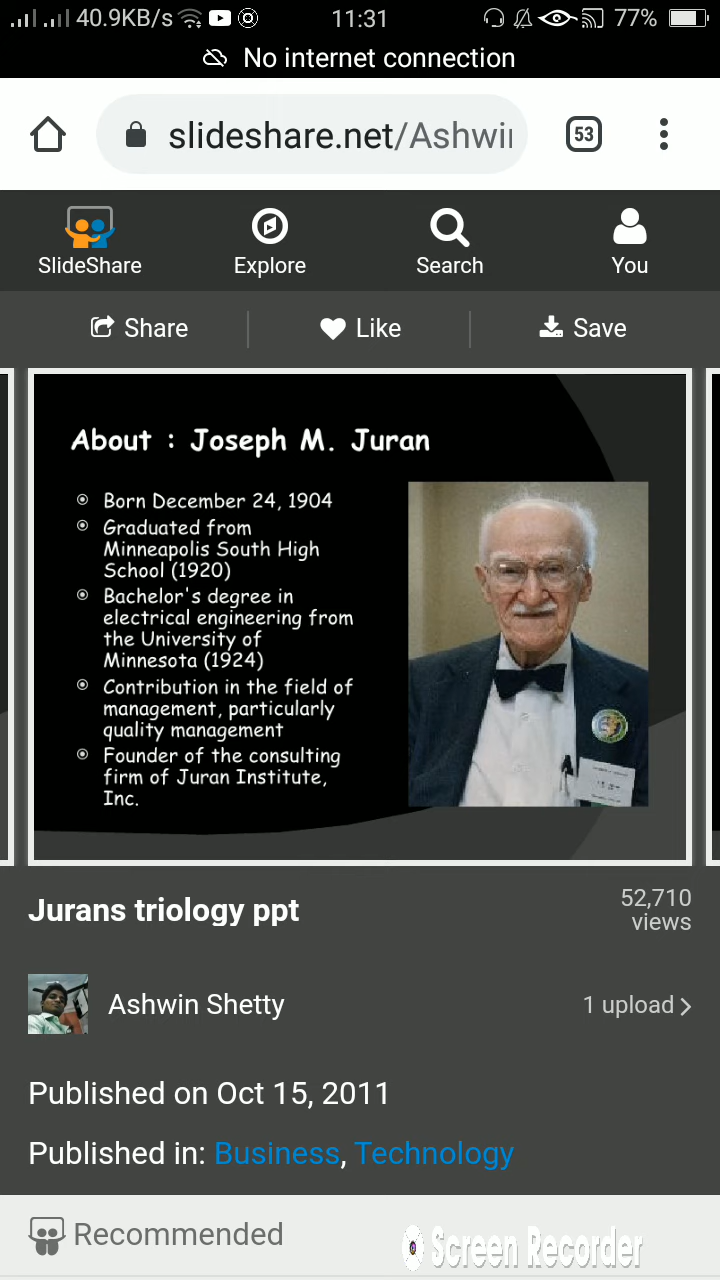 40.9KB/s 11:31 77%
No internet connection
slideshare.net/Ashwin
53
SlideShare Explore Search You
Share Like Save
About : Joseph M. Juran
Born December 24, 1904
Graduated from
Minneapolis South High
School (1920)
Bachelor's degree in
electrical engineering from
the University of
Minnesota (1924)
Contribution in the field of
management, particularly
quality management
Founder of the consulting
firm of Juran Institute,
Inc.
Jurans triology ppt
52,710
views
Ashwin Shetty
1 upload
Published on Oct 15, 2011
Published in: Business, Technology
Recommended
Screen Recorder